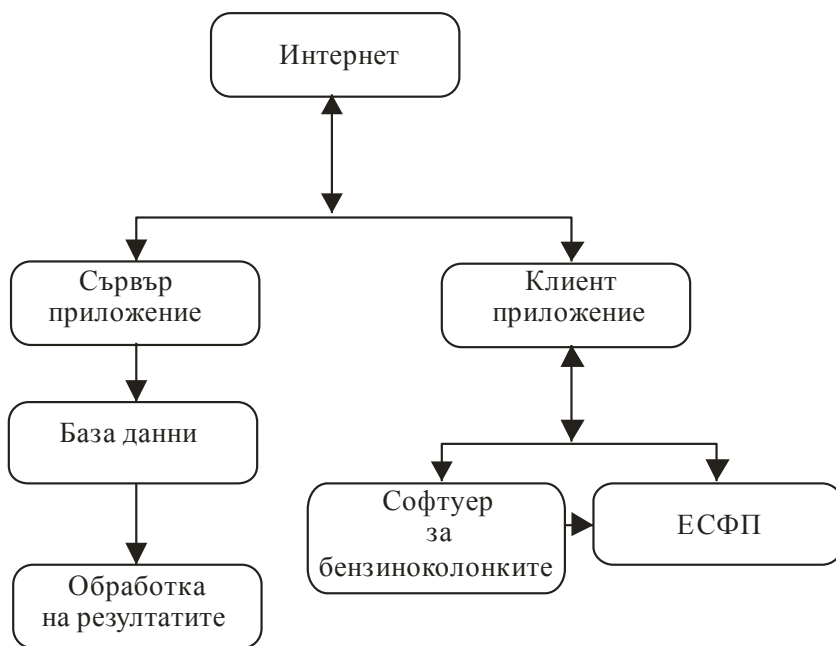 Интернет
Сървър
приложение
Клиент
приложение
База данни
Софтуер
за
бензиноколонките
ЕСФП
Обработка
на резултатите